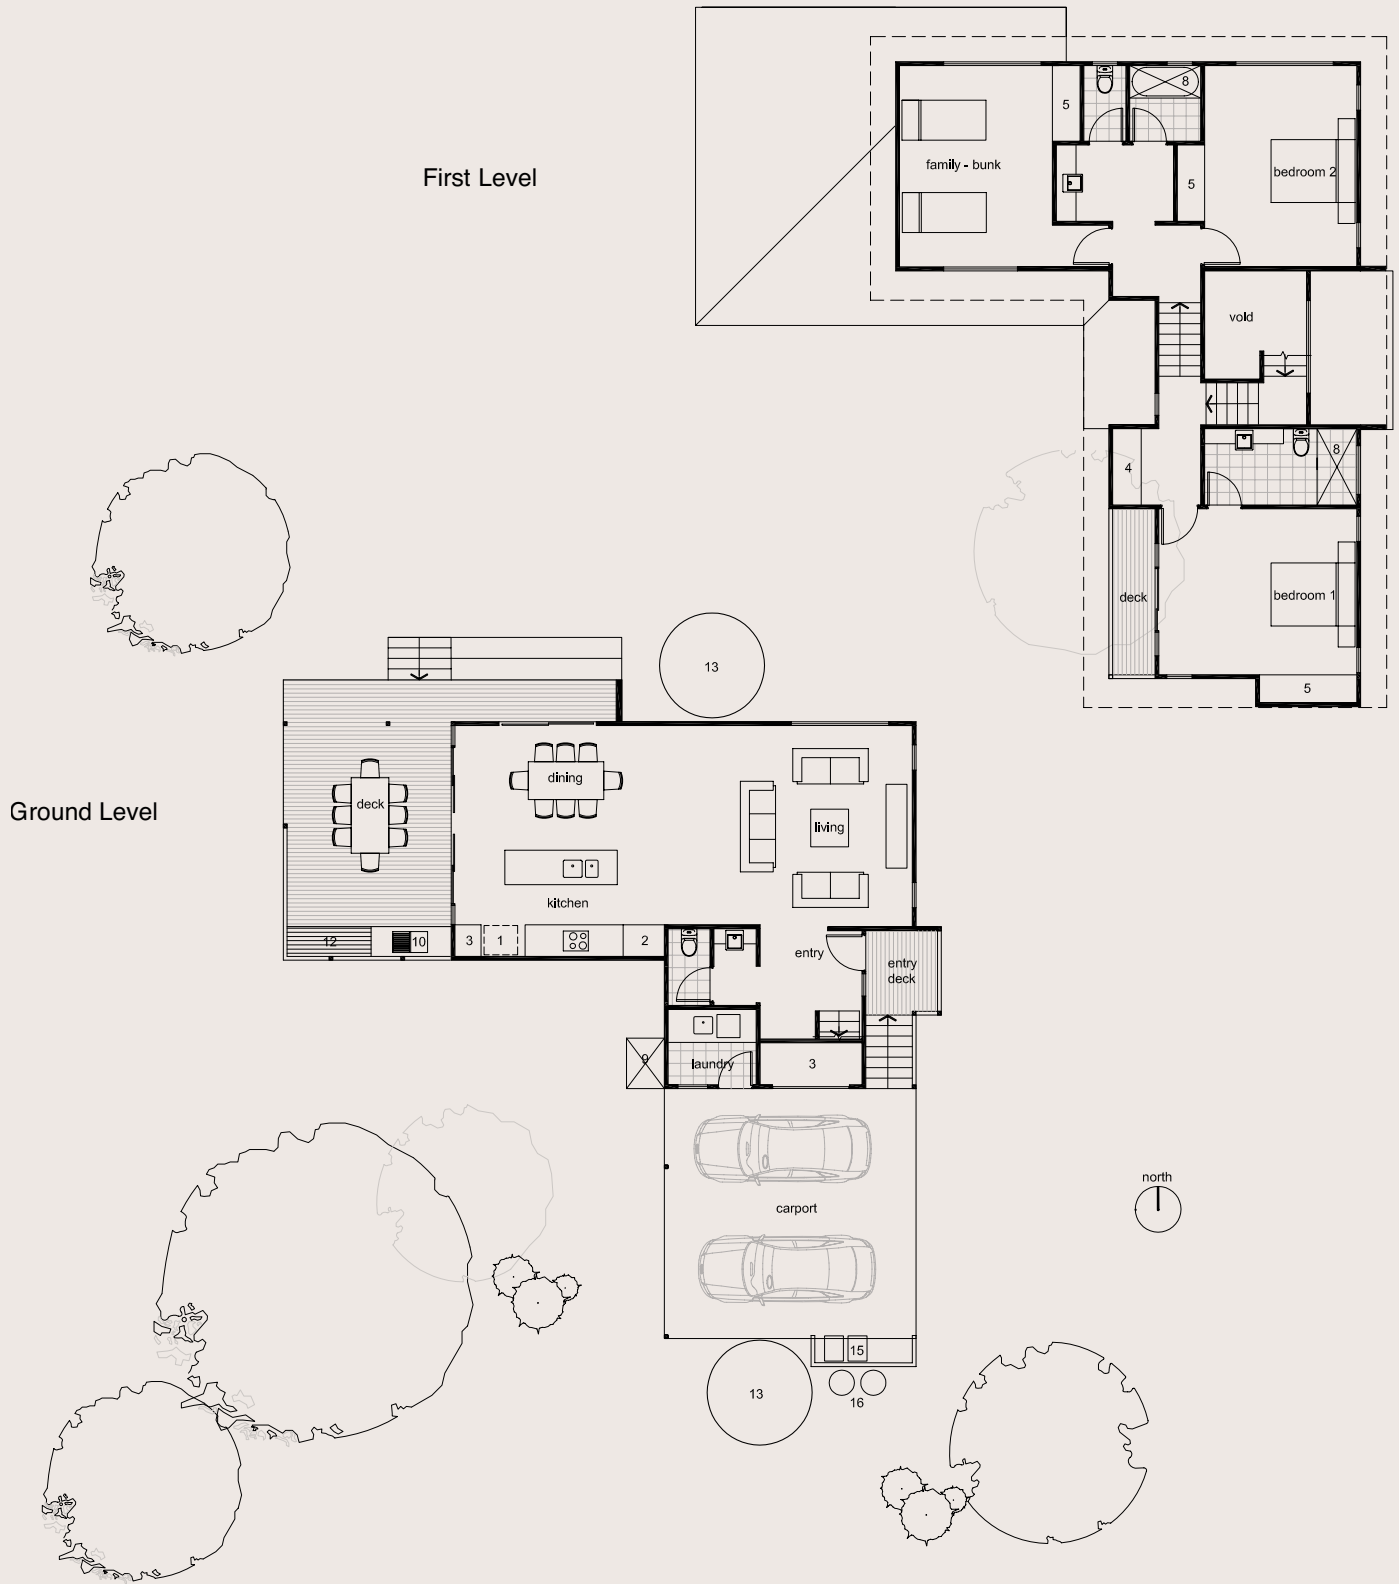 First Level
8
5
family - bunk
5
bedroom 2
void
4
8
deck
bedroom 1
5
13
Ground Level
dining
deck
living
kitchen
12
10
3
1
2
entry
entry
deck
9
laundry
3
carport
north
15
13
16